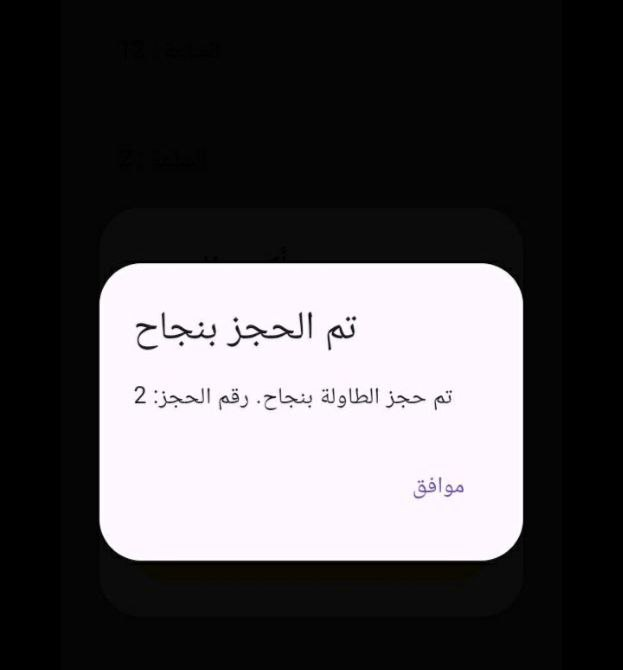 تم الحجز بنجاح
تم حجز الطاولة بنجاح. رقم الحجز: 2
موافق